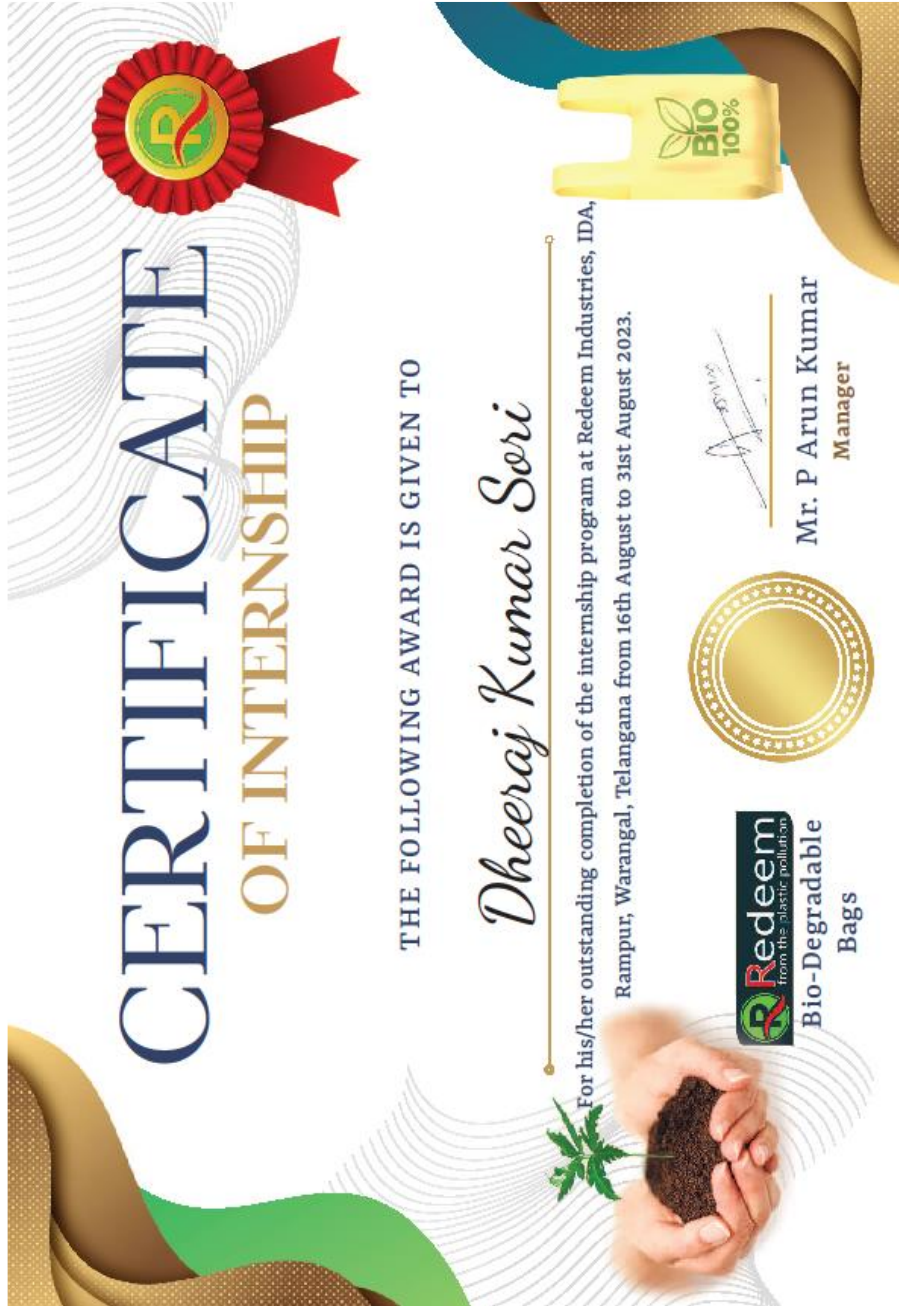 CERTIFICATE
OF INTERNSHIP
THE FOLLOWING AWARD IS GIVEN TO
Dheeraj Kumar Sori
For his/her outstanding completion of the internship program at Redeem Industries, IDA,
Rampur, Warangal, Telangana from 16th August to 31st August 2023.
R
BIO
100%
R Redeem
from the plastic pollution
Bio-Degradable
Bags
Mr. P Arun Kumar
Manager